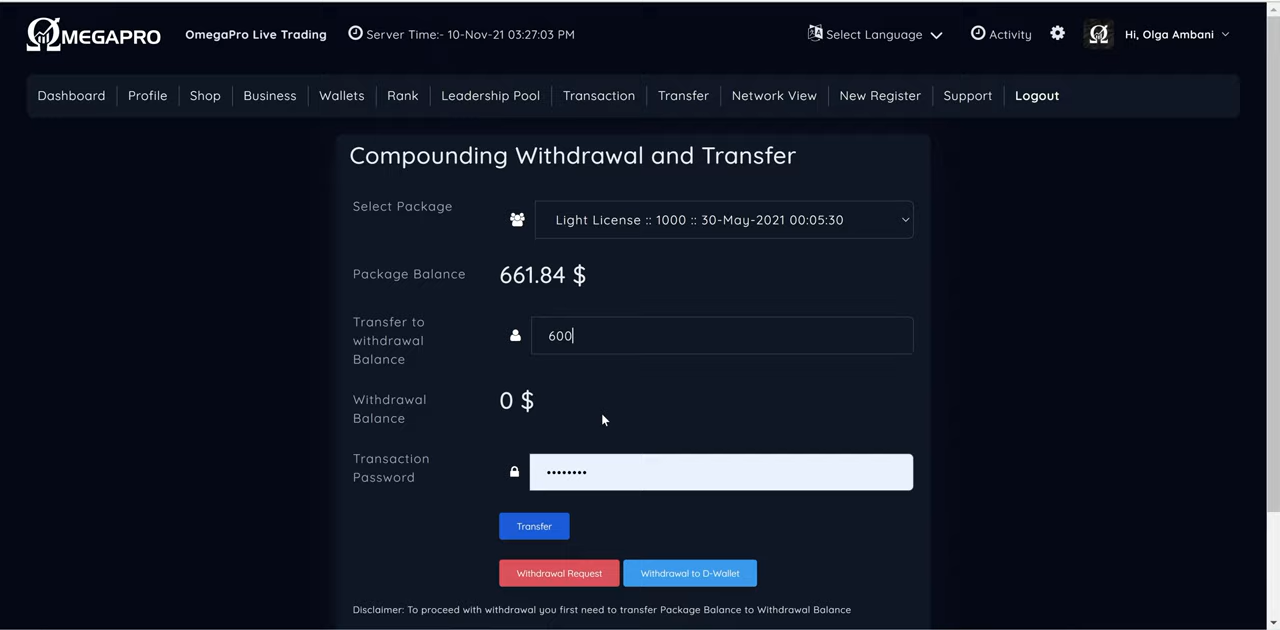 ΩMEGAPRO OmegaPro Live Trading Server Time:- 10-Nov-21 03:27:03 PM Select Language Activity Hi, Olga Ambani
Dashboard Profile Shop Business Wallets Rank Leadership Pool Transaction Transfer Network View New Register Support Logout
Compounding Withdrawal and Transfer
Select Package
Light License :: 1000 :: 30-May-2021 00:05:30
Package Balance 661.84 $
Transfer to
withdrawal
Balance
600
Withdrawal
Balance
0 $
Transaction
Password
••••••••
Transfer
Withdrawal Request Withdrawal to D-Wallet
Disclaimer: To proceed with withdrawal you first need to transfer Package Balance to Withdrawal Balance